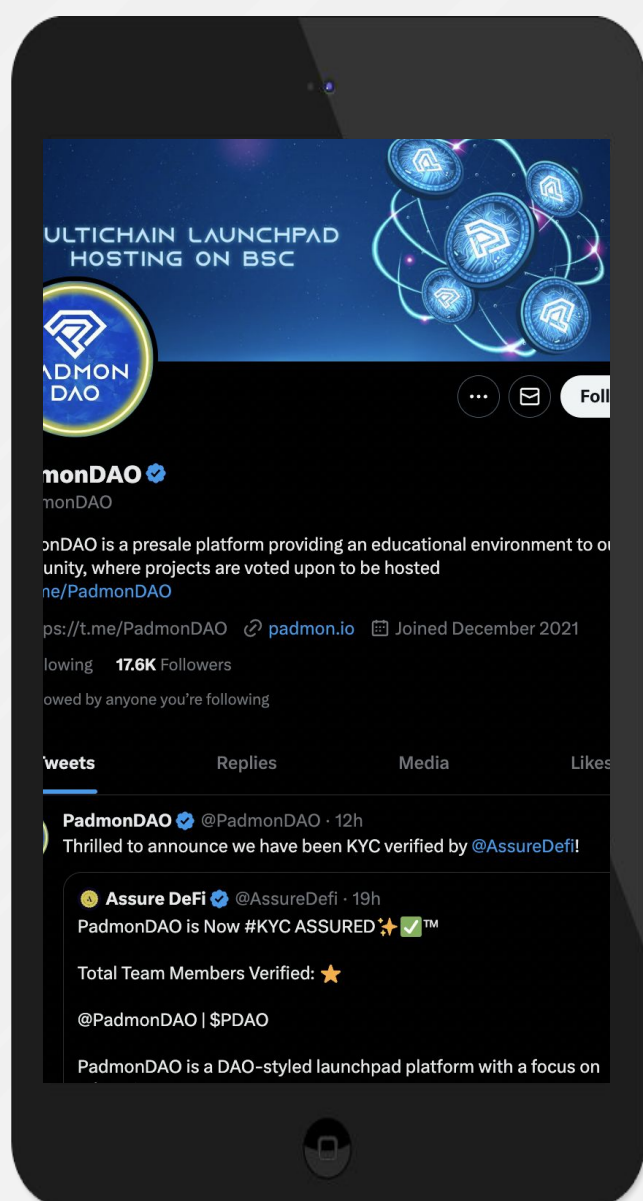 ULTICHAIN LAUNCHPAD
HOSTING ON BSC
ADMON
DAO
Foll
monDAO
monDAO
onDAO is a presale platform providing an educational environment to ou
unity, where projects are voted upon to be hosted
me/PadmonDAO
ps://t.me/PadmonDAO padmon.io Joined December 2021
lowing 17.6K Followers
owed by anyone you're following
Tweets Replies Media Likes
PadmonDAO @PadmonDAO · 12h
Thrilled to announce we have been KYC verified by @AssureDefi!
Assure DeFi @AssureDefi · 19h
PadmonDAO is Now #KYC ASSURED✨✅™
Total Team Members Verified: ⭐
@PadmonDAO | $PDAO
PadmonDAO is a DAO-styled launchpad platform with a focus on